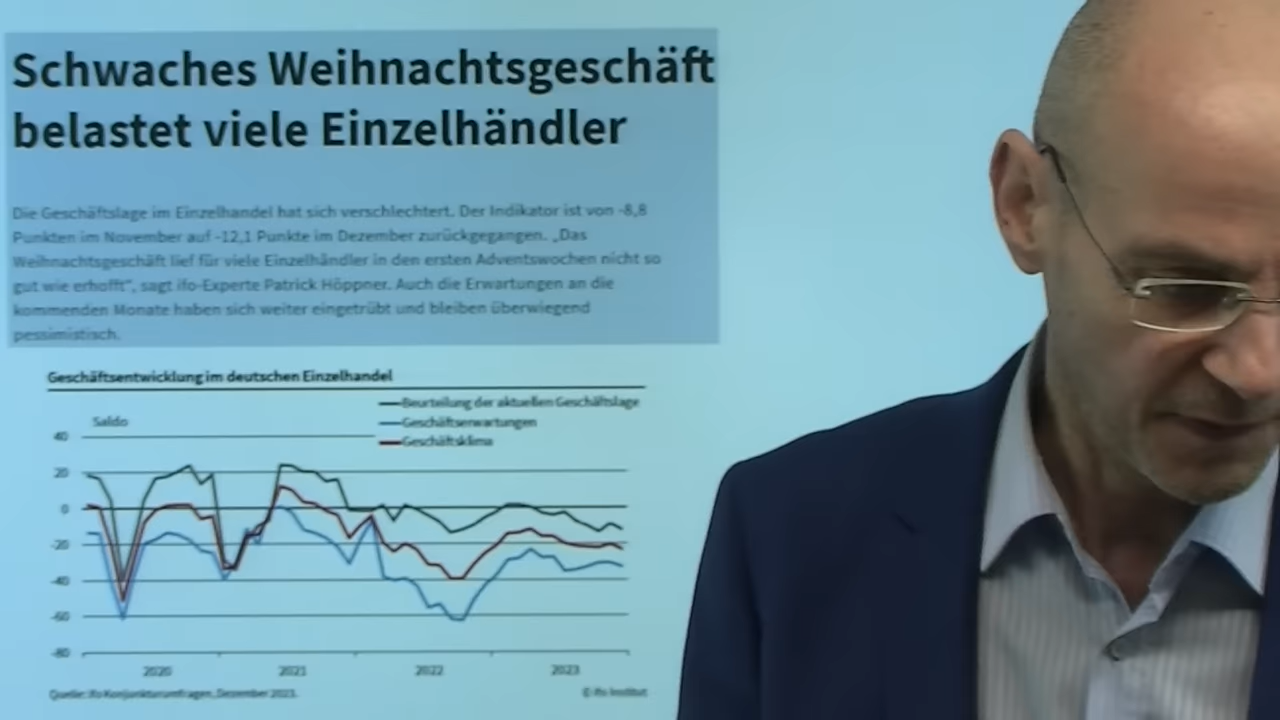 Schwaches Weihnachtsgeschäft
belastet viele Einzelhändler
Die Geschäftslage im Einzelhandel hat sich verschlechtert. Der Indikator ist von -8,8
Punkten im November auf -12,1 Punkte im Dezember zurückgegangen. „Das
Weihnachtsgeschäft lief für viele Einzelhändler in den ersten Adventswochen nicht so
gut wie erhofft“, sagt ifo-Experte Patrick Höppner. Auch die Erwartungen an die
kommenden Monate haben sich weiter eingetrübt und bleiben überwiegend
pessimistisch.
Geschäftsentwicklung im deutschen Einzelhandel
Beurteilung der aktuellen Geschäftslage
Saldo
Geschäftserwartungen
40
Geschäftsklima
20
0
-20
-40
-60
-80
2020 2021 2022 2023
Quelle: ifo Konjunkturumfragen, Dezember 2023.
© ifo Institut